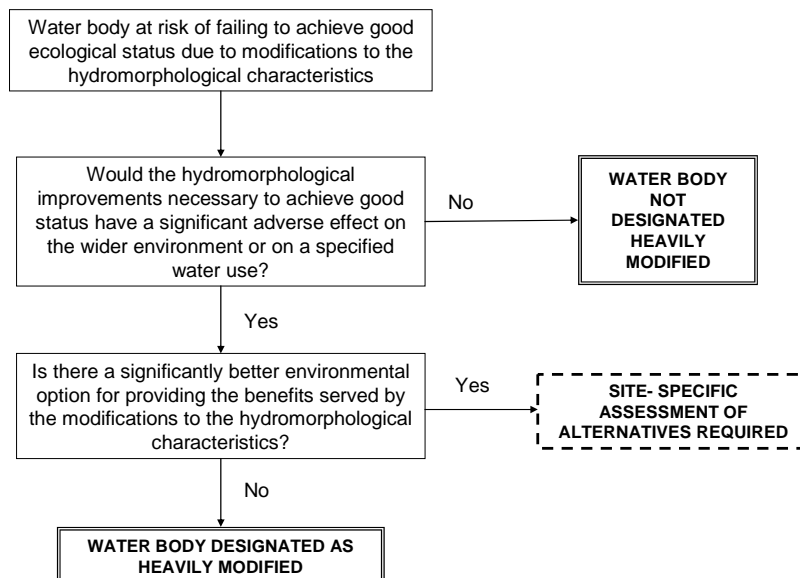 Water body at risk of failing to achieve good
ecological status due to modifications to the
hydromorphological characteristics
Would the
hydromorphological
improvements necessary to achieve good
status have a significant adverse effect on
the wider environment or on a specified
water use?
No
WATER BODY
NOT
DESIGNATED
HEAVILY
MODIFIED
Yes
Is there a significantly better environmental
option for providing the benefits served by
the modifications to the hydromorphological
characteristics?
Yes
SITE- SPECIFIC
ASSESSMENT OF
ALTERNATIVES REQUIRED
No
WATER BODY DESIGNATED AS
HEAVILY MODIFIED